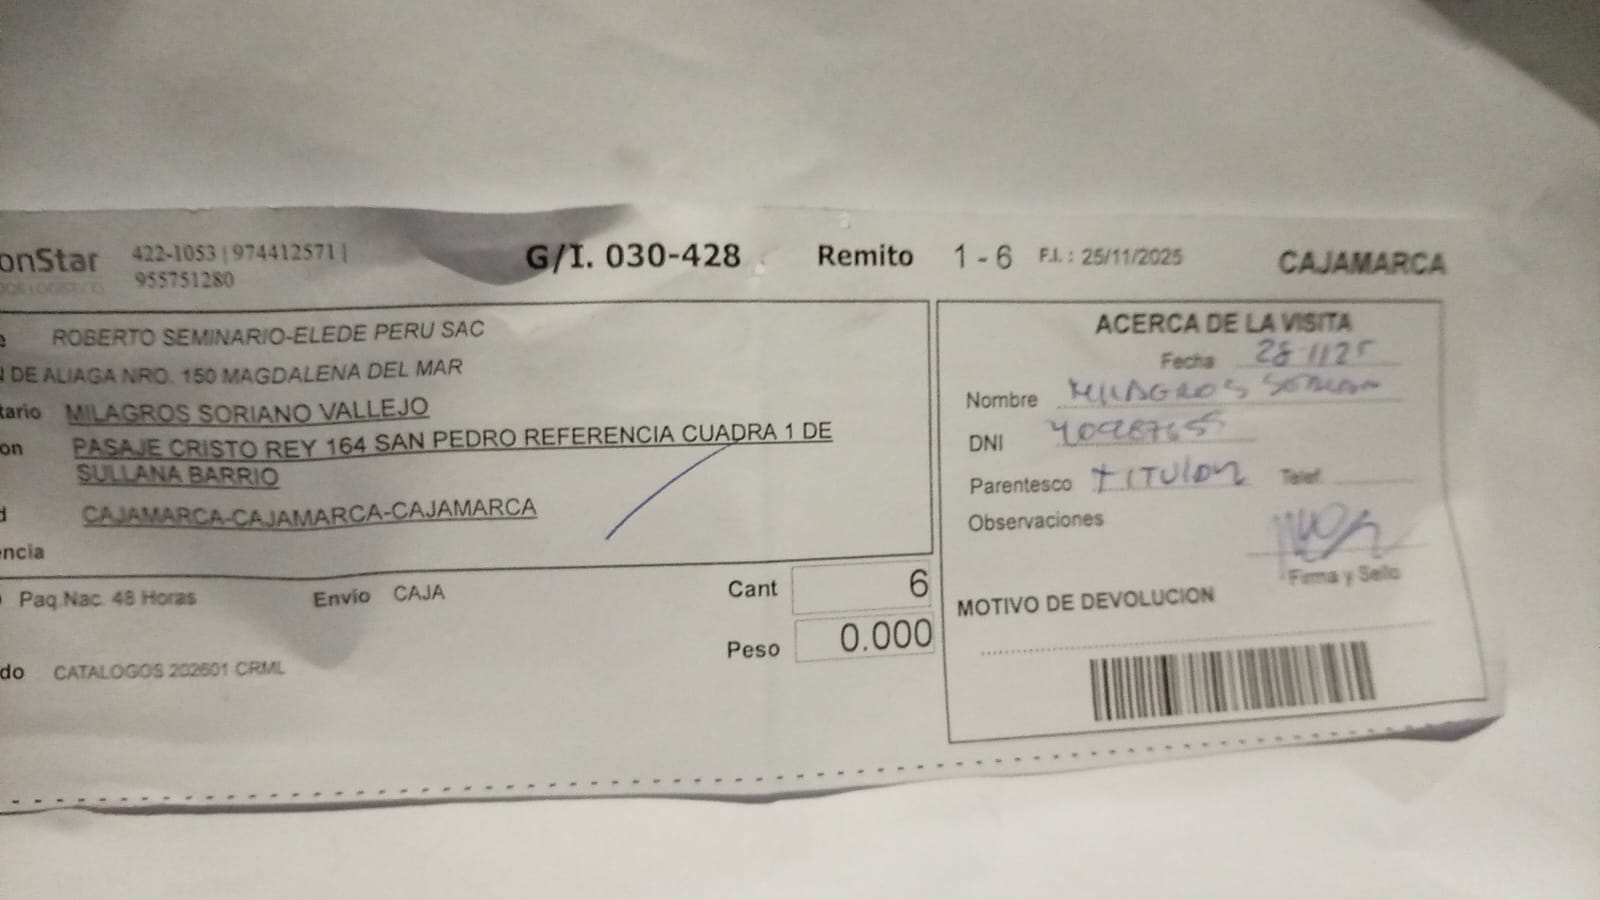 onStar 422-1053 | 974412571 |
955751280
G/I. 030-428 Remito 1 - 6 F.I. : 25/11/2025 CAJAMARCA
ROBERTO SEMINARIO-ELEDE PERU SAC
DE ALIAGA NRO. 150 MAGDALENA DEL MAR
tario MILAGROS SORIANO VALLEJO
on PASAJE CRISTO REY 164 SAN PEDRO REFERENCIA CUADRA 1 DE
SULLANA BARRIO
d CAJAMARCA-CAJAMARCA-CAJAMARCA
encia
Paq.Nac. 48 Horas Envío CAJA Cant 6
Peso 0.000
do CATALOGOS 202601 CRML
ACERCA DE LA VISITA
Fecha 28-11-25
Nombre MILAGROS SORIANO
DNI
Parentesco TITULAR Telef.
Observaciones
Firma y Sello
MOTIVO DE DEVOLUCION